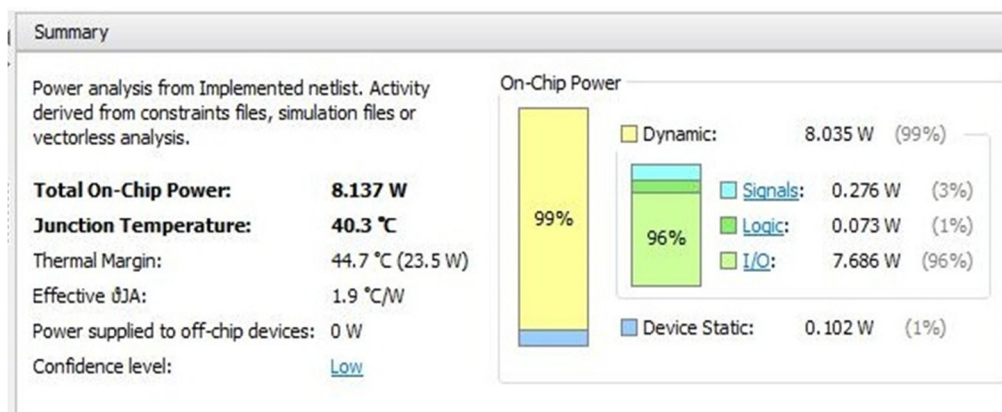 Summary
Power analysis from Implemented netlist. Activity
derived from constraints files, simulation files or
vectorless analysis.
Total On-Chip Power: 8.137 W
Junction Temperature: 40.3 °C
Thermal Margin: 44.7 °C (23.5 W)
Effective ϑJA: 1.9 °C/W
Power supplied to off-chip devices: 0 W
Confidence level: Low
On-Chip Power
99%
Dynamic: 8.035 W (99%)
96%
Signals: 0.276 W (3%)
Logic: 0.073 W (1%)
I/O: 7.686 W (96%)
Device Static: 0.102 W (1%)